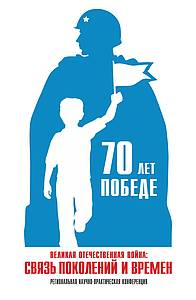 70 ЛЕТ
ПОБЕДЕ
ВЕЛИКАЯ ОТЕЧЕСТВЕННАЯ ВОЙНА:
СВЯЗЬ ПОКОЛЕНИЙ И ВРЕМЕН
РЕГИОНАЛЬНАЯ НАУЧНО-ПРАКТИЧЕСКАЯ КОНФЕРЕНЦИЯ